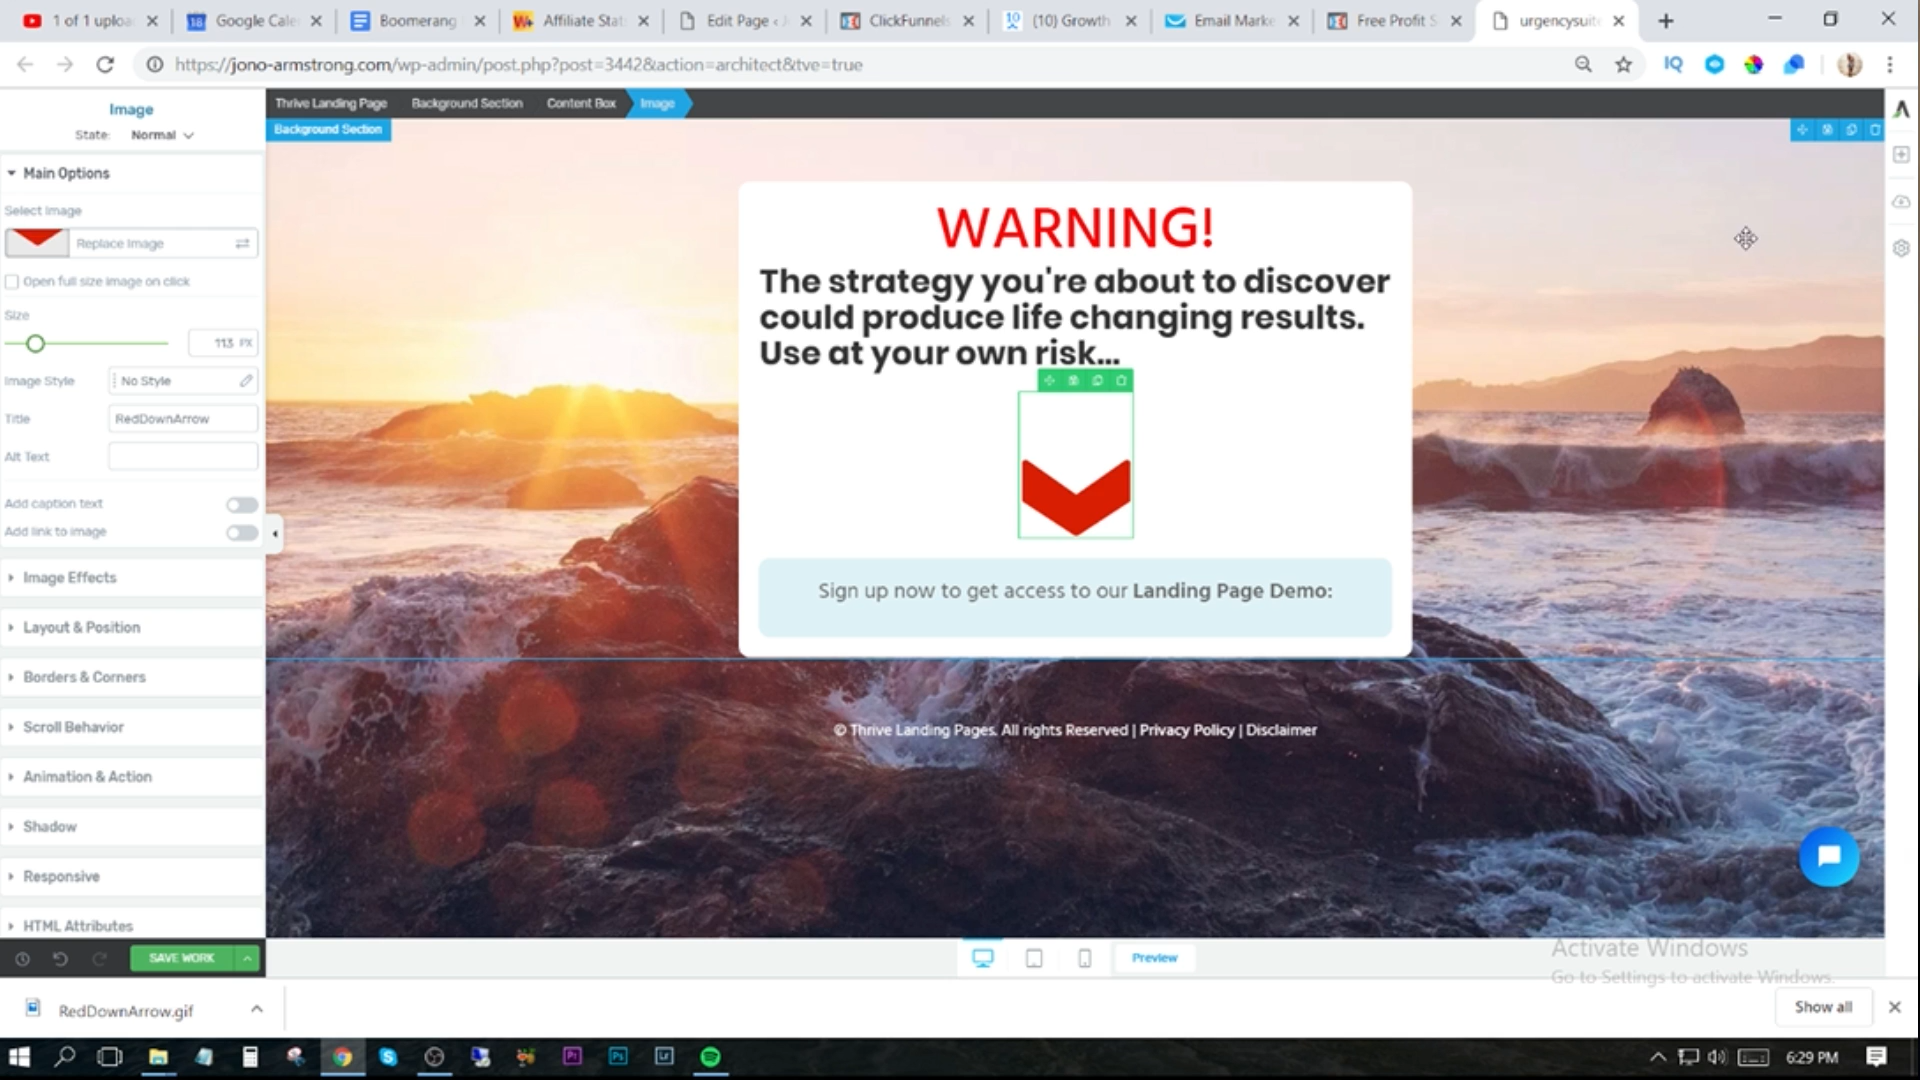 1 of 1 uploa
Google Cale
Boomerang
Affiliate Stat
Edit Page ‹ J
ClickFunnels
(10) Growth
Email Marke
Free Profit S
urgencysuite
https://jono-armstrong.com/wp-admin/post.php?post=3442&action=architect&tve=true
Image
State: Normal
Main Options
Select Image
Replace Image
Open full size image on click
Size
113 PX
Image Style No Style
Title RedDownArrow
Alt Text
Add caption text
Add link to image
Image Effects
Layout & Position
Borders & Corners
Scroll Behavior
Animation & Action
Shadow
Responsive
HTML Attributes
SAVE WORK
Thrive Landing Page Background Section Content Box Image
Background Section
WARNING!
The strategy you're about to discover
could produce life changing results.
Use at your own risk...
Sign up now to get access to our Landing Page Demo:
© Thrive Landing Pages. All rights Reserved | Privacy Policy | Disclaimer
Preview
Activate Windows
Go to Settings to activate Windows.
RedDownArrow.gif
Show all
6:29 PM